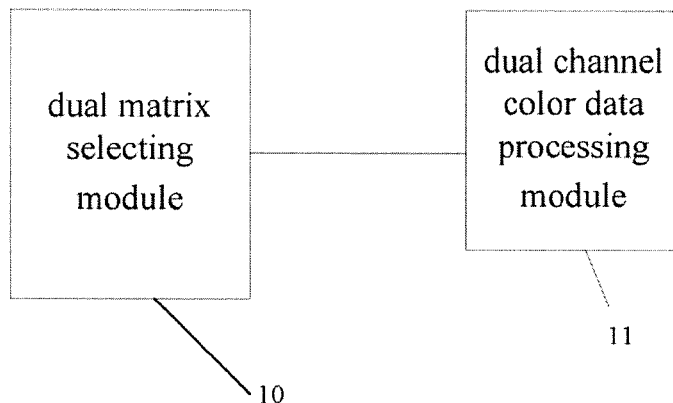 dual matrix
selecting
module
dual channel
color data
processing
module
10
11